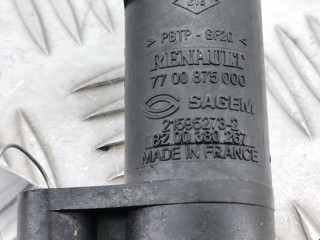 > PBTP - GF20 <
RENAULT
77 00 875 000
SAGEM
21595273-2
82 00 380 267
MADE IN FRANCE